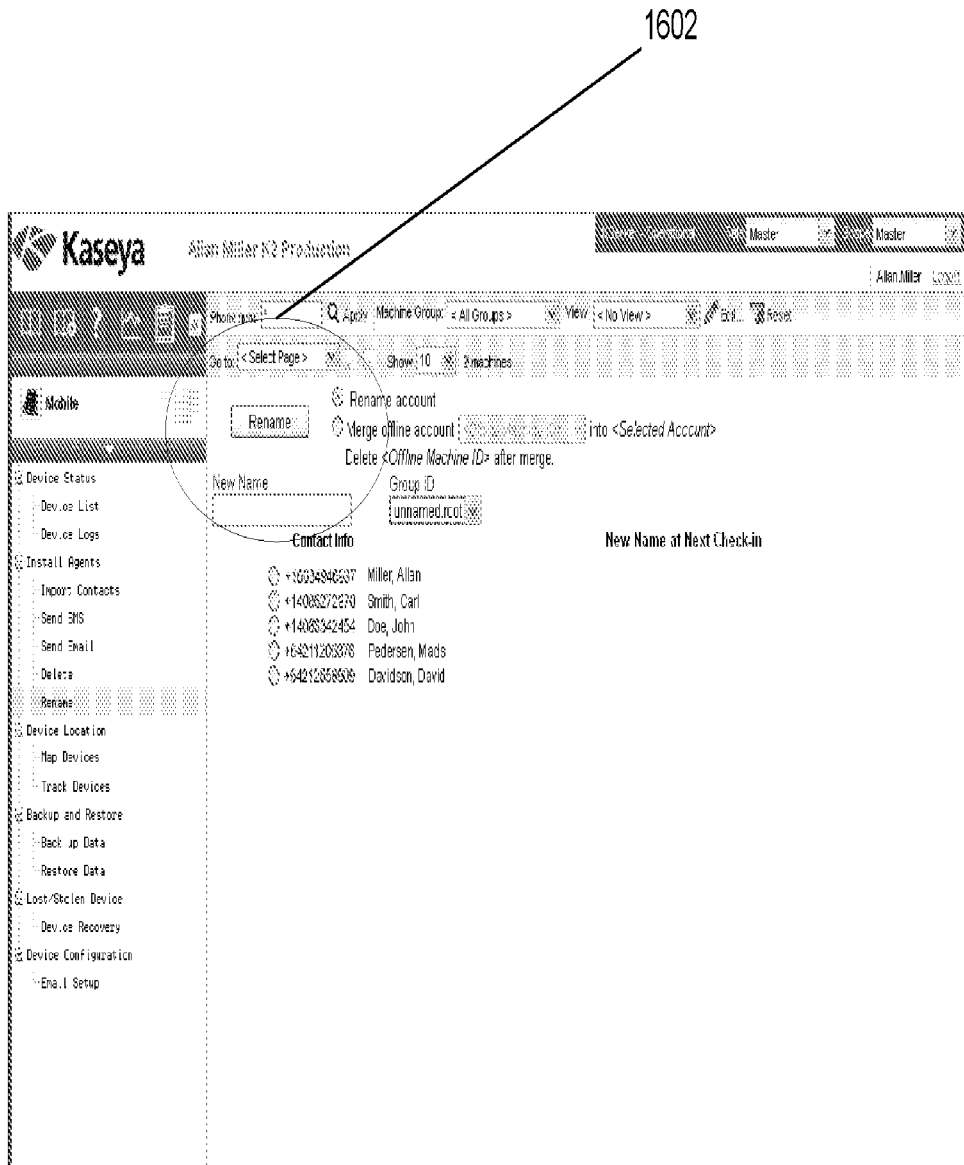 1602
Kaseya Allan Miller K2 Production Master Master
Allan.Miller Logoff
Apply Machine Group: < All Groups > View: < No View > Edit... Reset
Go to: < Select Page > Show 10 2 machines
Mobile
Rename
Rename account
Merge offline account into <Selected Account>
Delete <Offline Machine ID> after merge.
New Name Group ID
unnamed.root
Contact Info New Name at Next Check-in
Miller, Allan
Smith, Carl
Doe, John
Pedersen, Mads
Davidson, David
Device Status
Device List
Device Logs
Install Agents
Import Contacts
Send SMS
Send Email
Delete
Rename
Device Location
Map Devices
Track Devices
Backup and Restore
Back up Data
Restore Data
Lost/Stolen Device
Device Recovery
Device Configuration
Email Setup